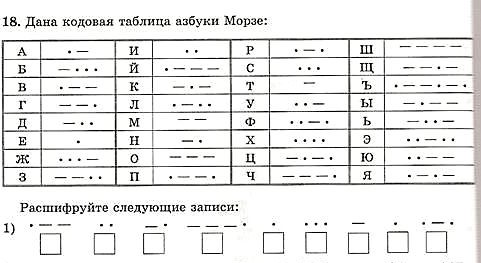 18. Дана кодовая таблица азбуки Морзе:
А • — И • • Р • — • Ш — — — —
Б — • • • Й • — — — С • • • Щ — — • —
В • — — К — • — Т — Ъ • — — • — •
Г — — • Л • — • • У • • — Ы — • — —
Д — • • М — — Ф • • — • Ь — • • —
Е • Н — • Х • • • • Э • • — • •
Ж • • • — О — — — Ц — • — • Ю • • — —
З — — • • П • — — • Ч — — — • Я • — • —
Расшифруйте следующие записи:
1) • — — • • — • — — — • • • • • — • • — •